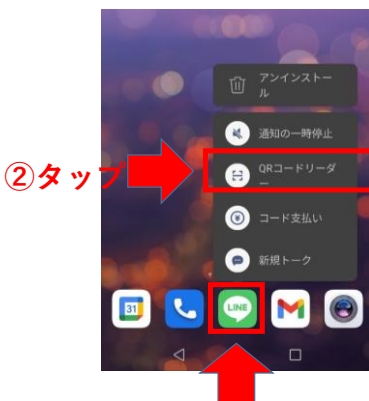 アンインストー
ル
通知の一時停止
②タップ
QRコードリーダ
ー
コード支払い
新規トーク
31
LINE